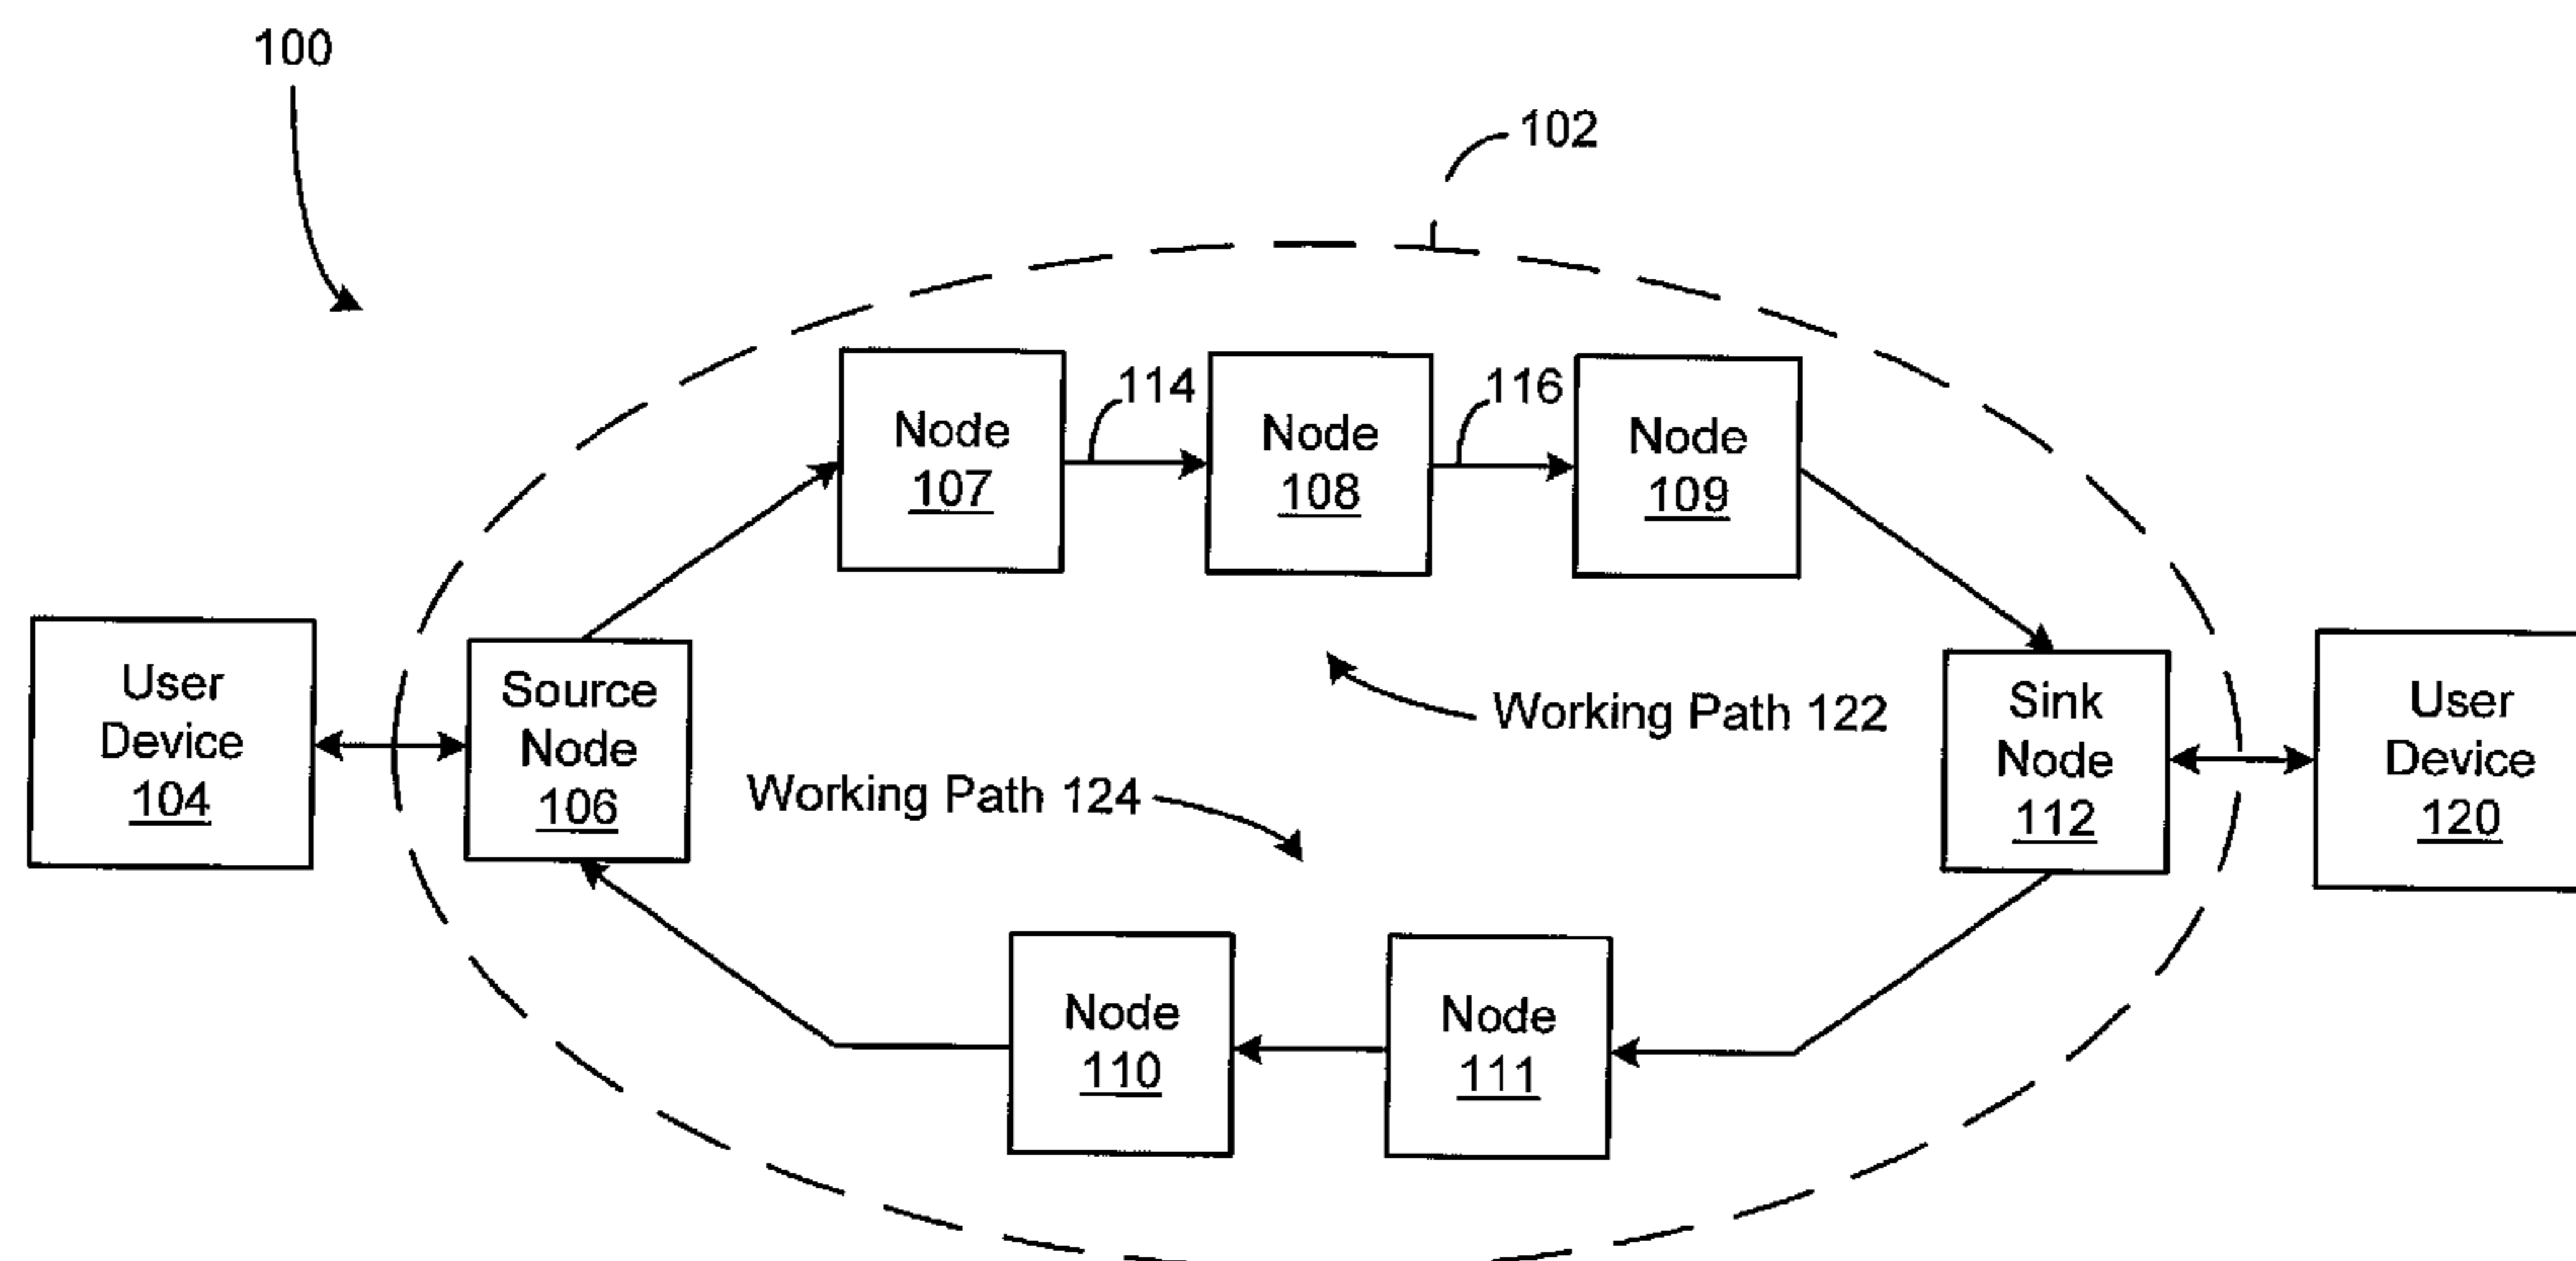 100
102
114
116
Node
107
Node
108
Node
109
User
Device
104
Source
Node
106
Working Path 122
Working Path 124
Sink
Node
112
User
Device
120
Node
110
Node
111